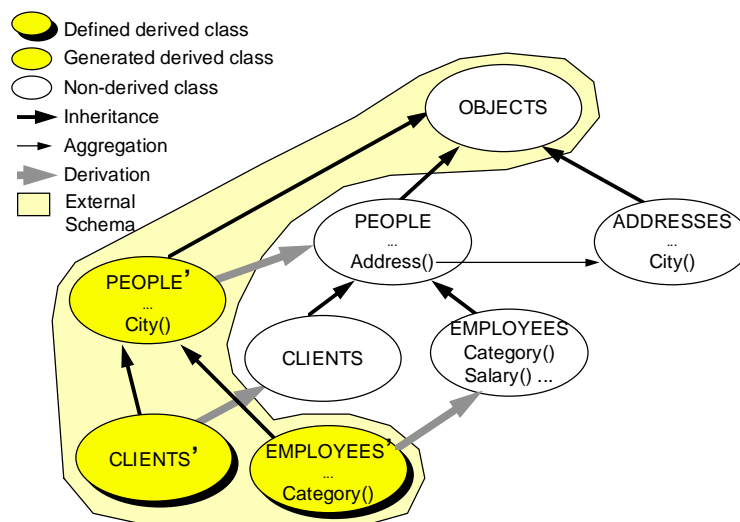 Defined derived class
Generated derived class
Non-derived class
Inheritance
Aggregation
Derivation
External
Schema
OBJECTS
PEOPLE
...
Address()
ADDRESSES
...
City()
PEOPLE’
...
City()
CLIENTS
EMPLOYEES
Category()
Salary() ...
CLIENTS’
EMPLOYEES’
...
Category()